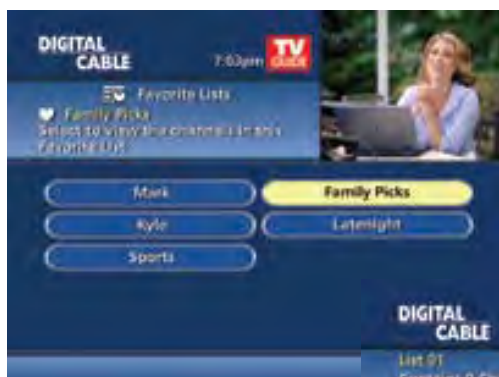 DIGITAL
CABLE
7:03pm
TV
GUIDE
Favorite Lists
Family Picks
Select to view the channels in this
Favorite List.
Mark
Family Picks
Kyle
Latenight
Sports
DIGITAL
CABLE
List 01